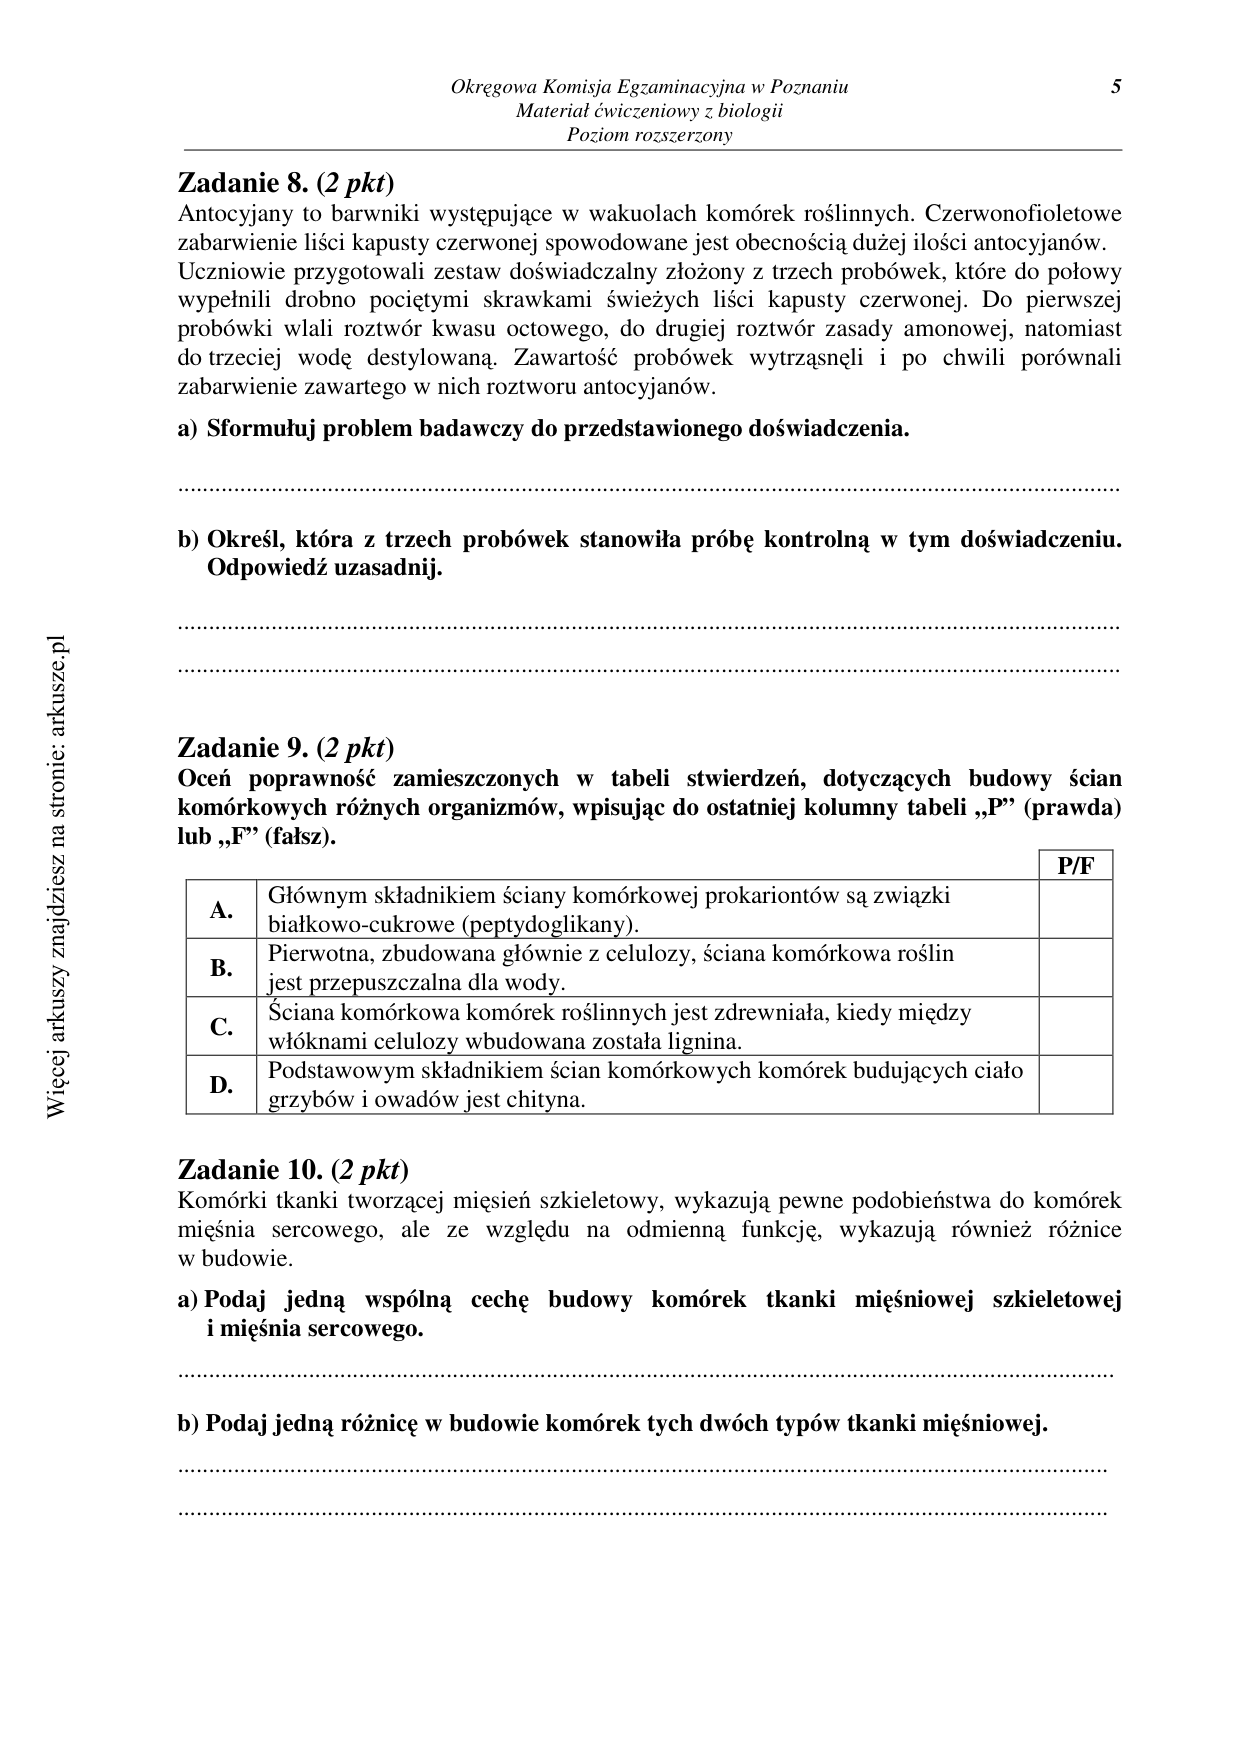 Okręgowa Komisja Egzaminacyjna w Poznaniu 5
Materiał ćwiczeniowy z biologii
Poziom rozszerzony
Zadanie 8. (2 pkt)
Antocyjany to barwniki występujące w wakuolach komórek roślinnych. Czerwonofioletowe
zabarwienie liści kapusty czerwonej spowodowane jest obecnością dużej ilości antocyjanów.
Uczniowie przygotowali zestaw doświadczalny złożony z trzech probówek, które do połowy
wypełnili drobno pociętymi skrawkami świeżych liści kapusty czerwonej. Do pierwszej
probówki wlali roztwór kwasu octowego, do drugiej roztwór zasady amonowej, natomiast
do trzeciej wodę destylowaną. Zawartość probówek wytrząsnęli i po chwili porównali
zabarwienie zawartego w nich roztworu antocyjanów.
a) Sformułuj problem badawczy do przedstawionego doświadczenia.
b) Określ, która z trzech probówek stanowiła próbę kontrolną w tym doświadczeniu.
Odpowiedź uzasadnij.
Zadanie 9. (2 pkt)
Oceń poprawność zamieszczonych w tabeli stwierdzeń, dotyczących budowy ścian
komórkowych różnych organizmów, wpisując do ostatniej kolumny tabeli „P” (prawda)
lub „F” (fałsz).
P/F
A. Głównym składnikiem ściany komórkowej prokariontów są związki
białkowo-cukrowe (peptydoglikany).
B. Pierwotna, zbudowana głównie z celulozy, ściana komórkowa roślin
jest przepuszczalna dla wody.
C. Ściana komórkowa komórek roślinnych jest zdrewniała, kiedy między
włóknami celulozy wbudowana została lignina.
D. Podstawowym składnikiem ścian komórkowych komórek budujących ciało
grzybów i owadów jest chityna.
Zadanie 10. (2 pkt)
Komórki tkanki tworzącej mięsień szkieletowy, wykazują pewne podobieństwa do komórek
mięśnia sercowego, ale ze względu na odmienną funkcję, wykazują również różnice
w budowie.
a) Podaj jedną wspólną cechę budowy komórek tkanki mięśniowej szkieletowej
i mięśnia sercowego.
b) Podaj jedną różnicę w budowie komórek tych dwóch typów tkanki mięśniowej.
Więcej arkuszy znajdziesz na stronie: arkusze.pl